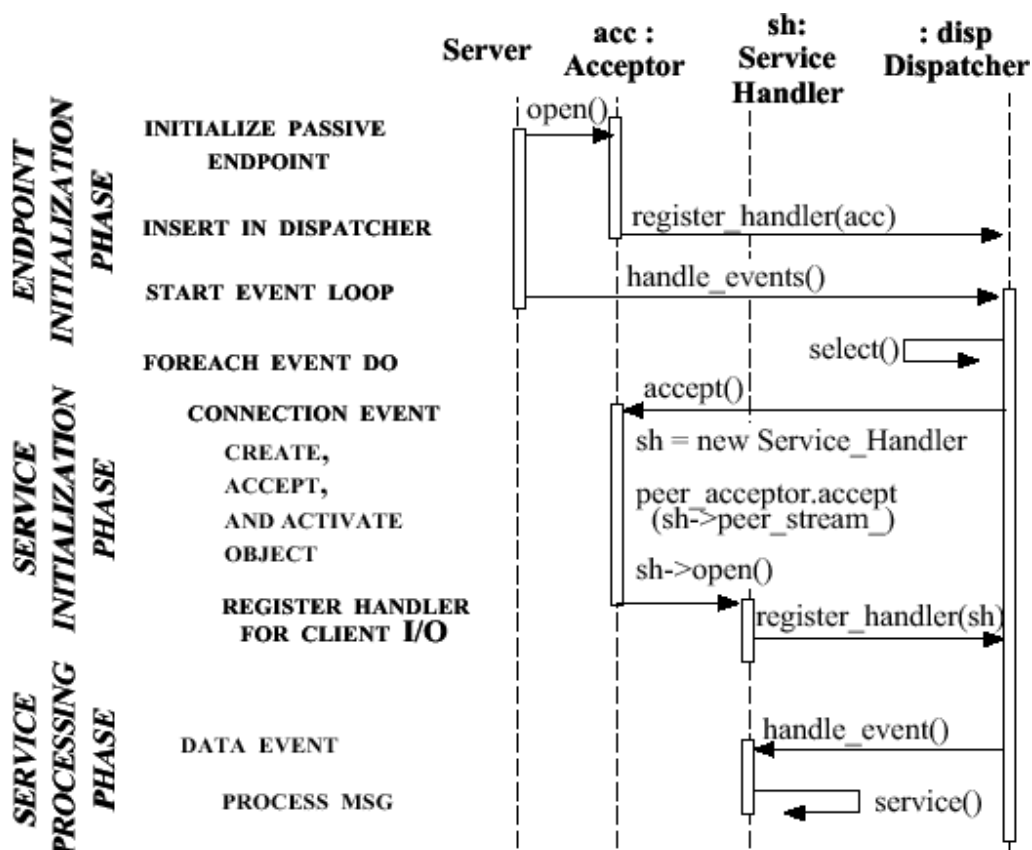 Server
acc :
Acceptor
sh:
Service
Handler
: disp
Dispatcher
ENDPOINT
INITIALIZATION
PHASE
INITIALIZE PASSIVE
ENDPOINT
open()
INSERT IN DISPATCHER
register_handler(acc)
START EVENT LOOP
handle_events()
FOREACH EVENT DO
select()
SERVICE
INITIALIZATION
PHASE
CONNECTION EVENT
accept()
CREATE,
ACCEPT,
AND ACTIVATE
OBJECT
sh = new Service_Handler
peer_acceptor.accept
(sh->peer_stream_)
sh->open()
REGISTER HANDLER
FOR CLIENT I/O
register_handler(sh)
SERVICE
PROCESSING
PHASE
DATA EVENT
handle_event()
PROCESS MSG
service()